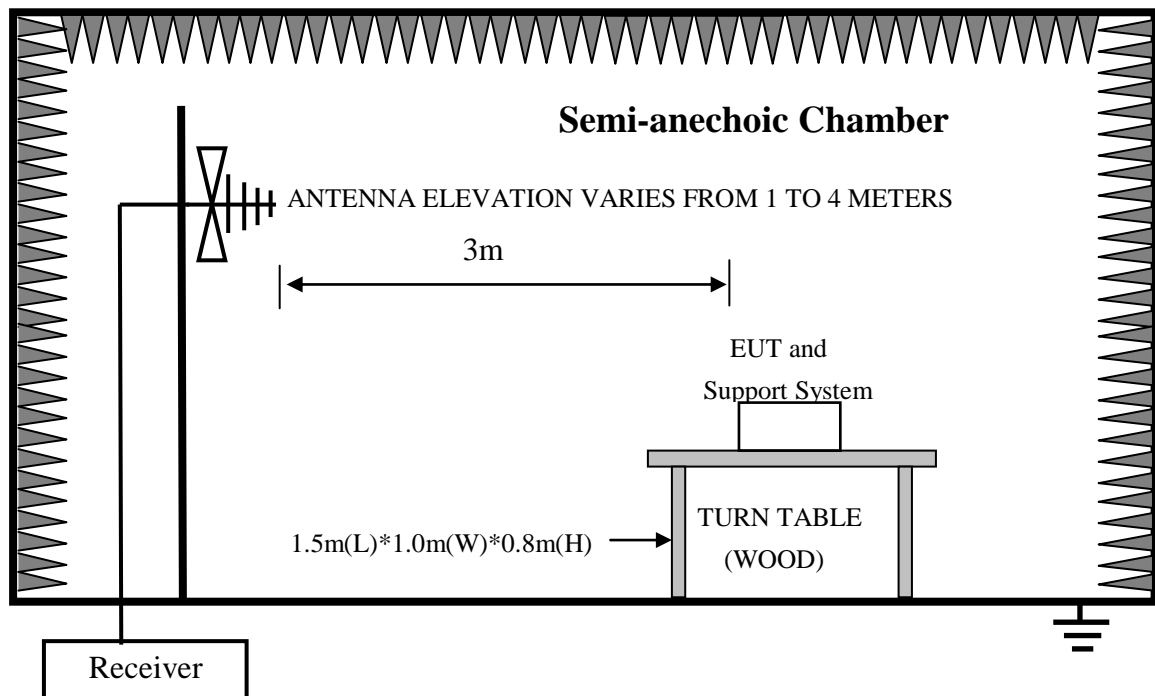 Semi-anechoic Chamber
ANTENNA ELEVATION VARIES FROM 1 TO 4 METERS
3m
EUT and
Support System
TURN TABLE
(WOOD)
1.5m(L)*1.0m(W)*0.8m(H)
Receiver